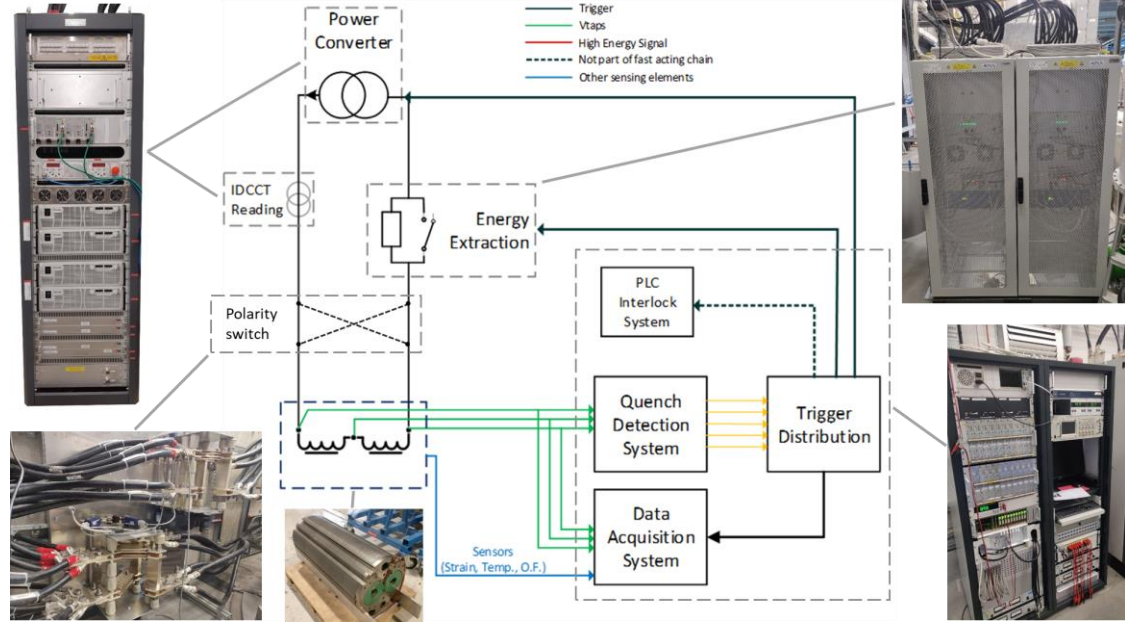 Power
Converter
Trigger
Vtaps
High Energy Signal
Not part of fast acting chain
Other sensing elements
IDCCT
Reading
Energy
Extraction
PLC
Interlock
System
Polarity
switch
Quench
Detection
System
Trigger
Distribution
Data
Acquisition
System
Sensors
(Strain, Temp., O.F.)